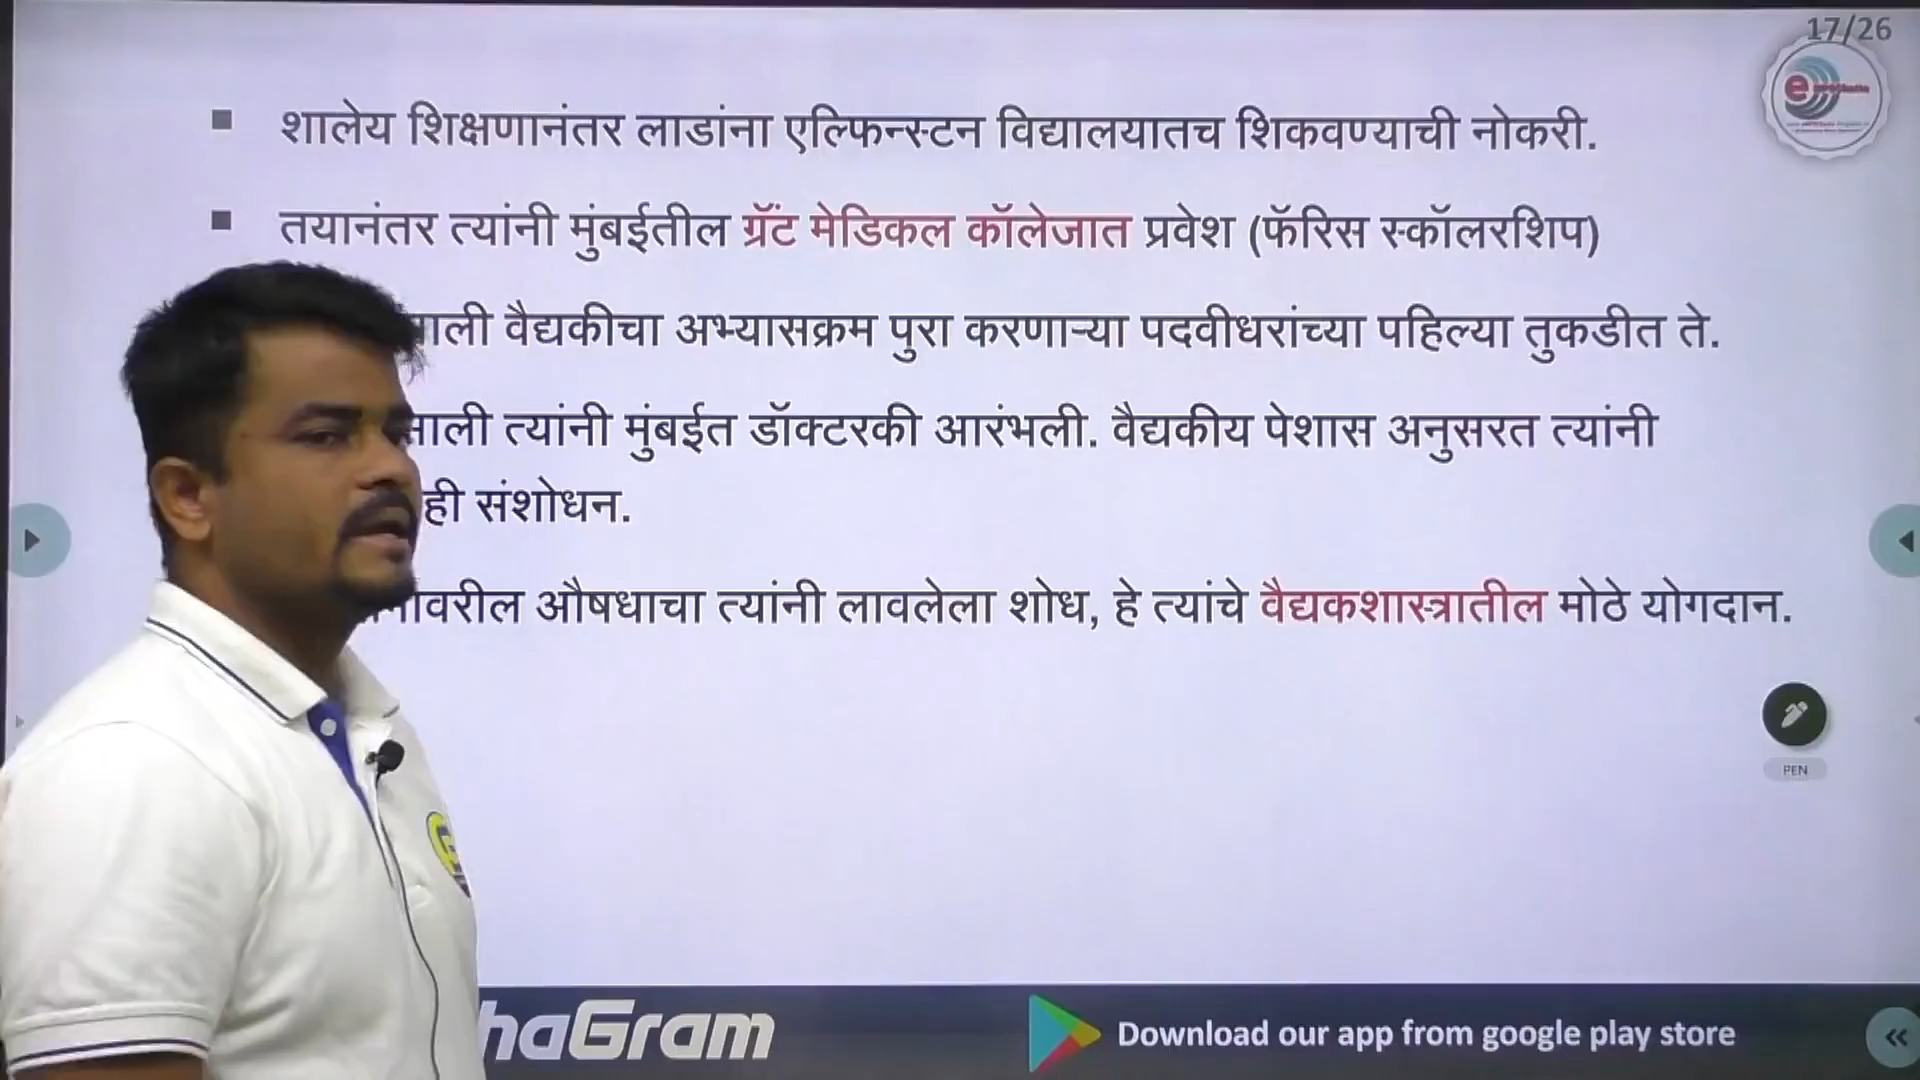 17/26
शालेय शिक्षणानंतर लाडांना एल्फिन्स्टन विद्यालयातच शिकवण्याची नोकरी.
तयानंतर त्यांनी मुंबईतील ग्रँट मेडिकल कॉलेजात प्रवेश (फॅरिस स्कॉलरशिप)
वैद्यकीचा अभ्यासक्रम पुरा करणाऱ्या पदवीधरांच्या पहिल्या तुकडीत ते.
त्यांनी मुंबईत डॉक्टरकी आरंभली. वैद्यकीय पेशास अनुसरत त्यांनी
ही संशोधन.
औषधाचा त्यांनी लावलेला शोध, हे त्यांचे वैद्यकशास्त्रातील मोठे योगदान.
PEN
haGram
Download our app from google play store